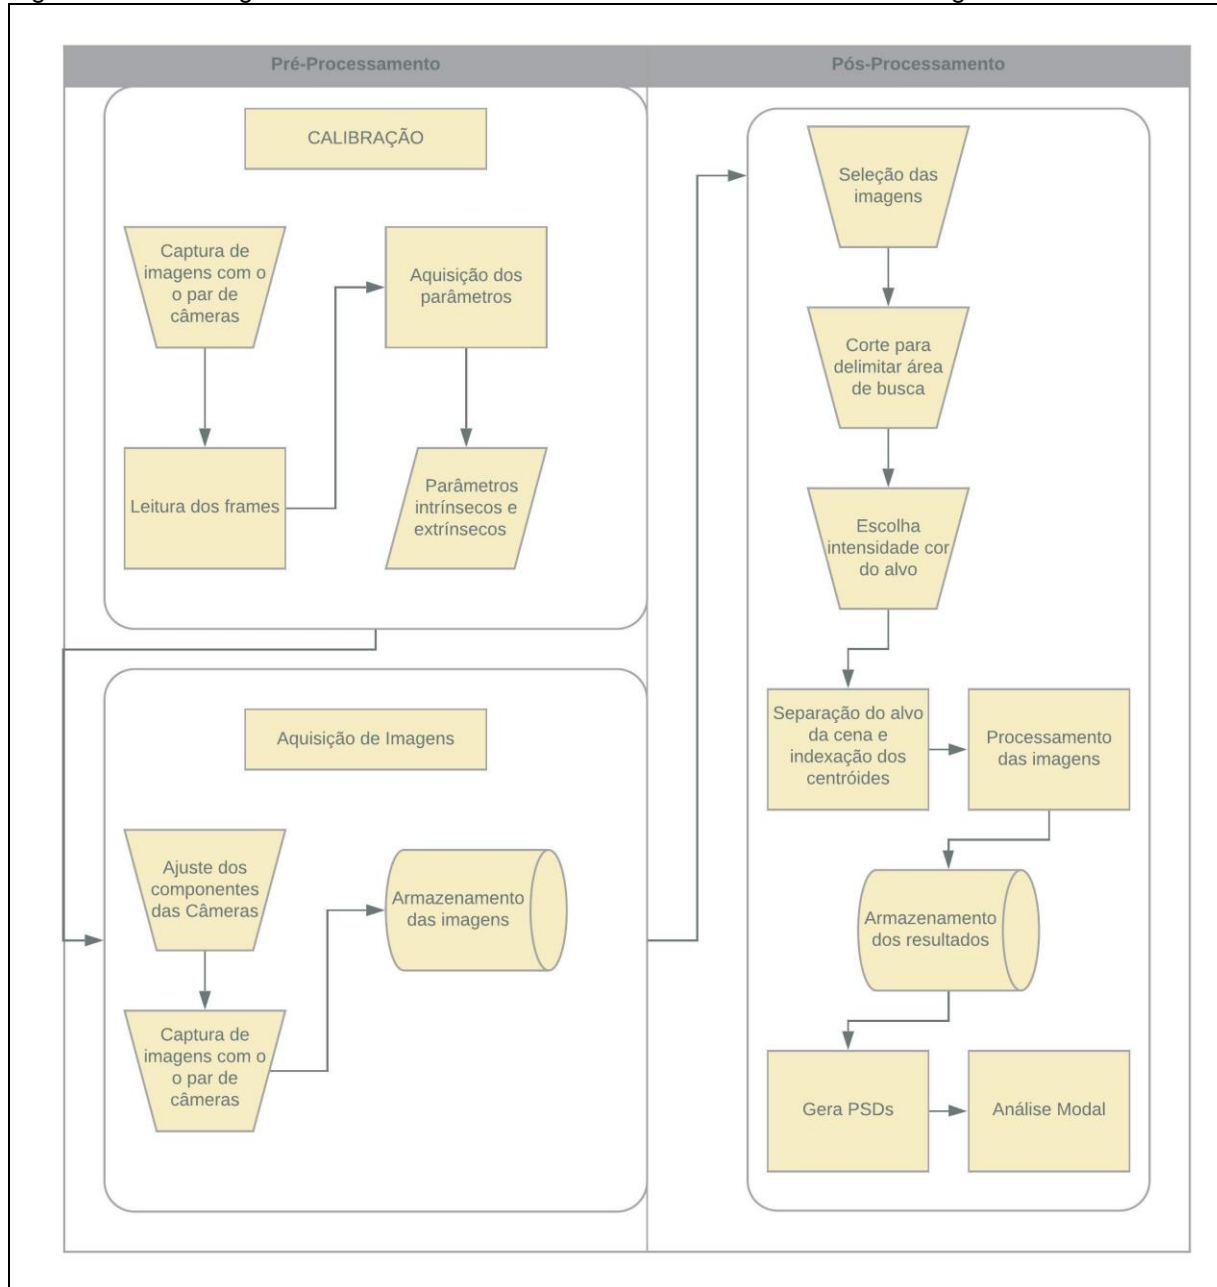 Pré-Processamento
Pós-Processamento
CALIBRAÇÃO
Captura de
imagens com o
o par de
câmeras
Aquisição dos
parâmetros
Leitura dos frames
Parâmetros
intrínsecos e
extrínsecos
Aquisição de Imagens
Ajuste dos
componentes
das Câmeras
Armazenamento
das imagens
Captura de
imagens com o
o par de
câmeras
Seleção das
imagens
Corte para
delimitar área
de busca
Escolha
intensidade cor
do alvo
Separação do alvo
da cena e
indexação dos
centróides
Processamento
das imagens
Armazenamento
dos resultados
Gera PSDs
Análise Modal